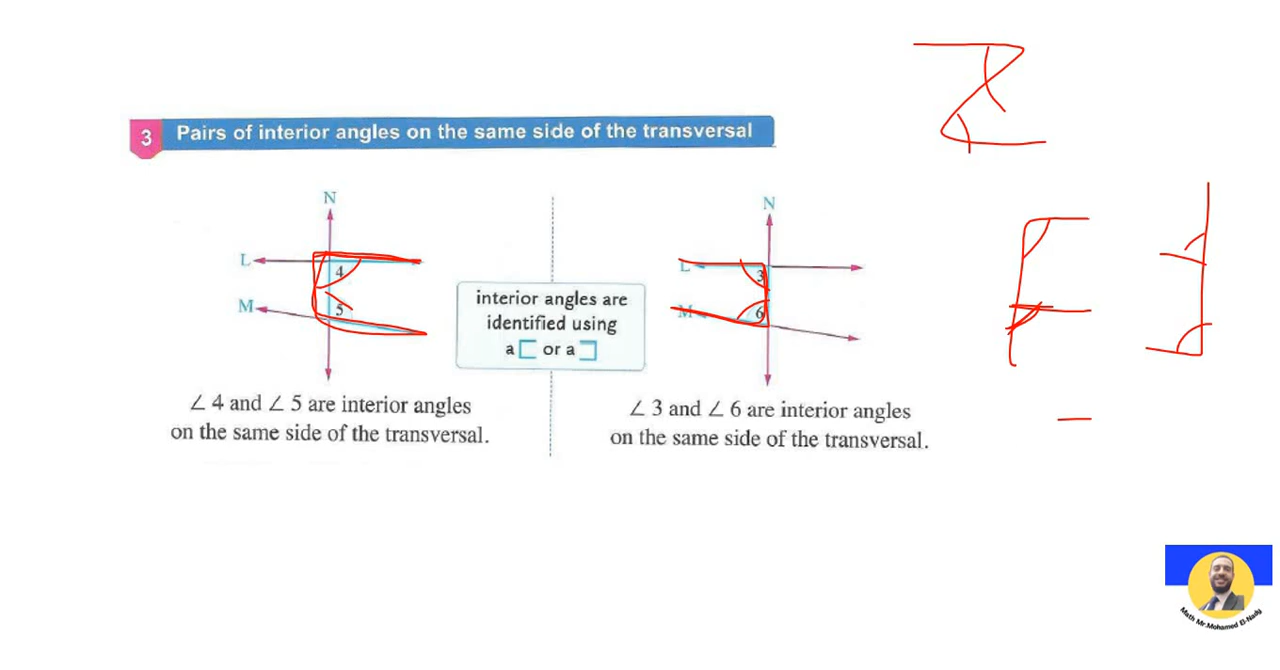 3 Pairs of interior angles on the same side of the transversal
N
L
4
M
5
∠ 4 and ∠ 5 are interior angles
on the same side of the transversal.
interior angles are
identified using
a ⊏ or a ⊐
N
L
3
M
6
∠ 3 and ∠ 6 are interior angles
on the same side of the transversal.
Z
F
Math Mr.Mohamed El-Nady